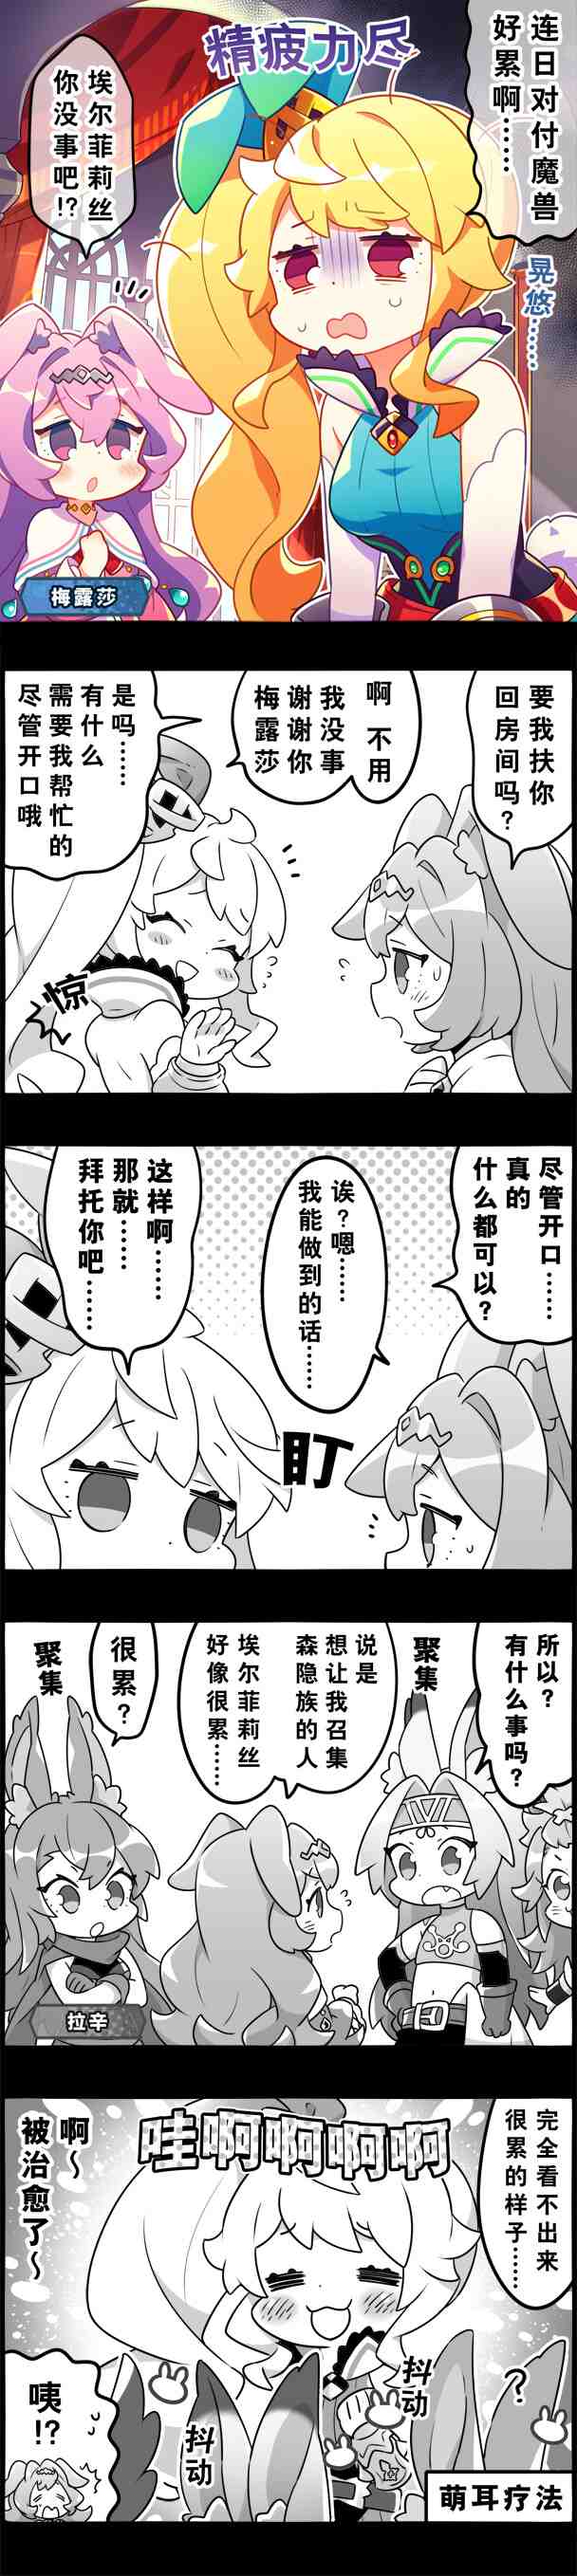 连日对付魔兽
好累啊……
精疲力尽
埃尔菲莉丝
你没事吧!?
晃悠……
梅露莎
要我扶你
回房间吗?
啊 不用
我没事
谢谢你
梅露莎
是吗……
有什么
需要我帮忙的
尽管开口哦
惊
尽管开口……
真的
什么都可以?
诶?嗯……
我能做到的话……
这样啊……
那就……
拜托你吧……
盯
所以?
有什么事吗?
聚集
说是
想让我召集
森隐族的人
埃尔菲莉丝
好像很累……
很累?
聚集
拉辛
完全看不出来
很累的样子……
哇啊啊啊啊
啊~
被治愈了~
抖动
?
抖动
咦
!?
萌耳疗法